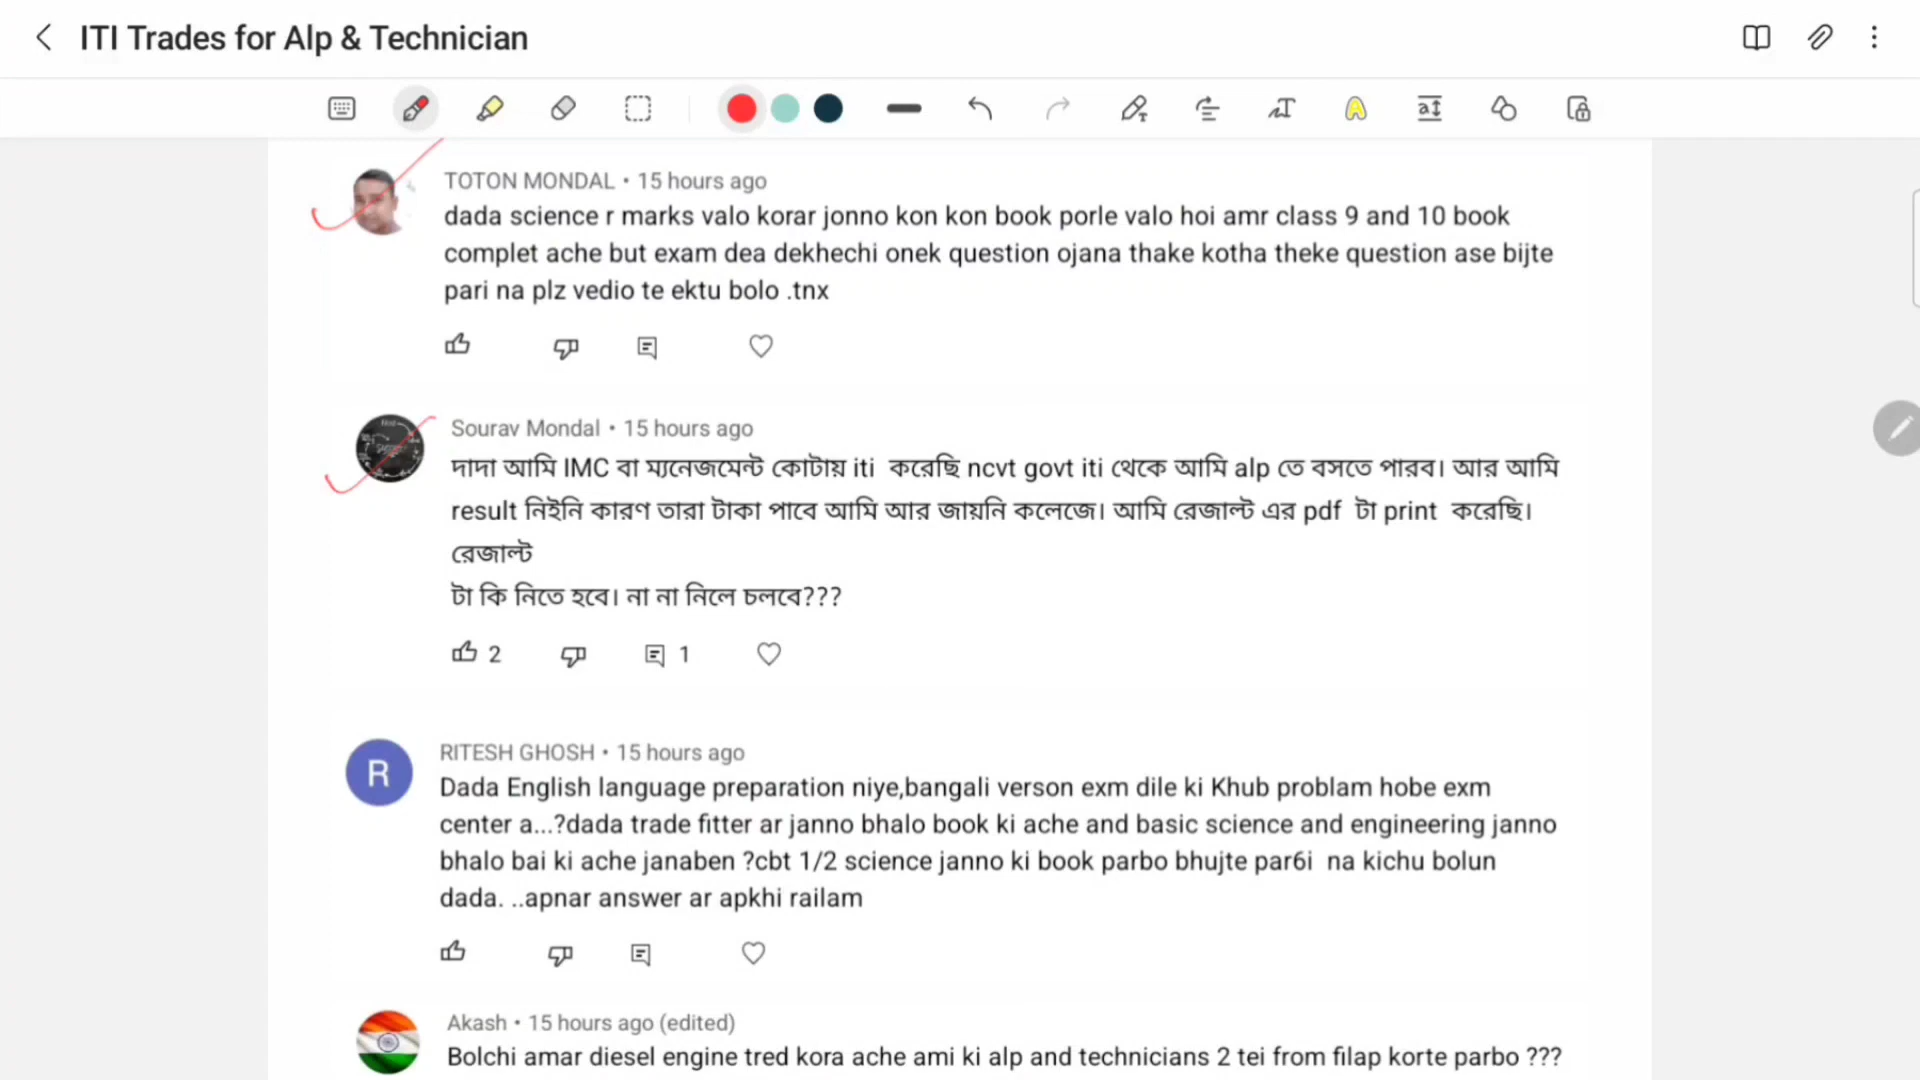 ITI Trades for Alp & Technician
TOTON MONDAL • 15 hours ago
dada science r marks valo korar jonno kon kon book porle valo hoi amr class 9 and 10 book
complet ache but exam dea dekhechi onek question ojana thake kotha theke question ase bijte
pari na plz vedio te ektu bolo .tnx
Sourav Mondal • 15 hours ago
দাদা আমি IMC বা ম্যনেজমেন্ট কোটায় iti করেছি ncvt govt iti থেকে আমি alp তে বসতে পারব। আর আমি
result নিইনি কারণ তারা টাকা পাবে আমি আর জায়নি কলেজে। আমি রেজাল্ট এর pdf টা print করেছি।
রেজাল্ট
টা কি নিতে হবে। না না নিলে চলবে???
2 1
RITESH GHOSH • 15 hours ago
Dada English language preparation niye,bangali verson exm dile ki Khub problam hobe exm
center a...?dada trade fitter ar janno bhalo book ki ache and basic science and engineering janno
bhalo bai ki ache janaben ?cbt 1/2 science janno ki book parbo bhujte par6i na kichu bolun
dada. ..apnar answer ar apkhi railam
R
Akash • 15 hours ago (edited)
Bolchi amar diesel engine tred kora ache ami ki alp and technicians 2 tei from filap korte parbo ???